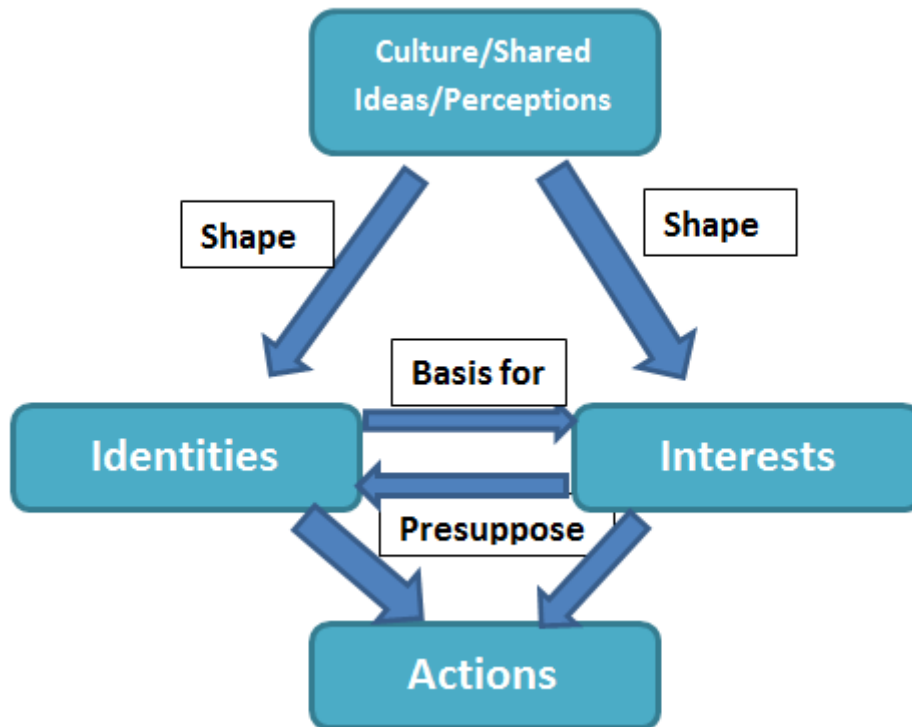 Culture/Shared
Ideas/Perceptions
Shape
Shape
Basis for
Identities
Interests
Presuppose
Actions